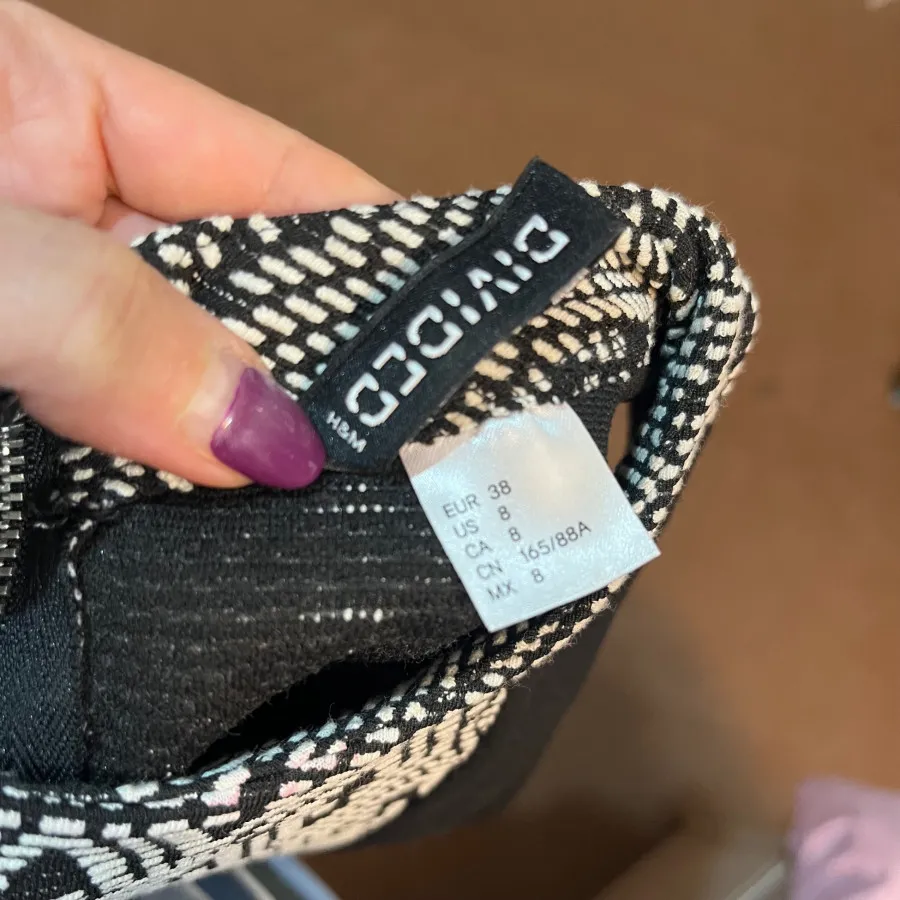 DIVIDED
H&M
EUR 38
US 8
CA 8
CN 165/88A
MX 8